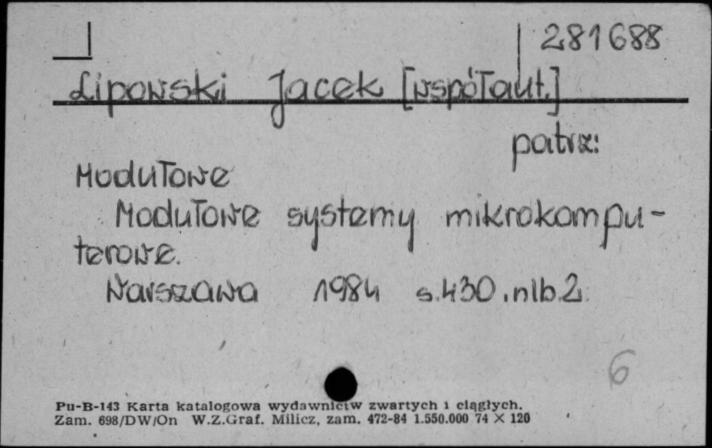 281688
Lipowski Jacek [współaut.]
patrz:
Modułowe
Modułowe systemy mikrokompu-
terowe.
Warszawa 1984 s.430, nlb.2.
6
Pu-B-143 Karta katalogowa wydawnictw zwartych i ciągłych.
Zam. 698/DW/On W.Z.Graf. Milicz, zam. 472-84 1.550.000 74 X 120